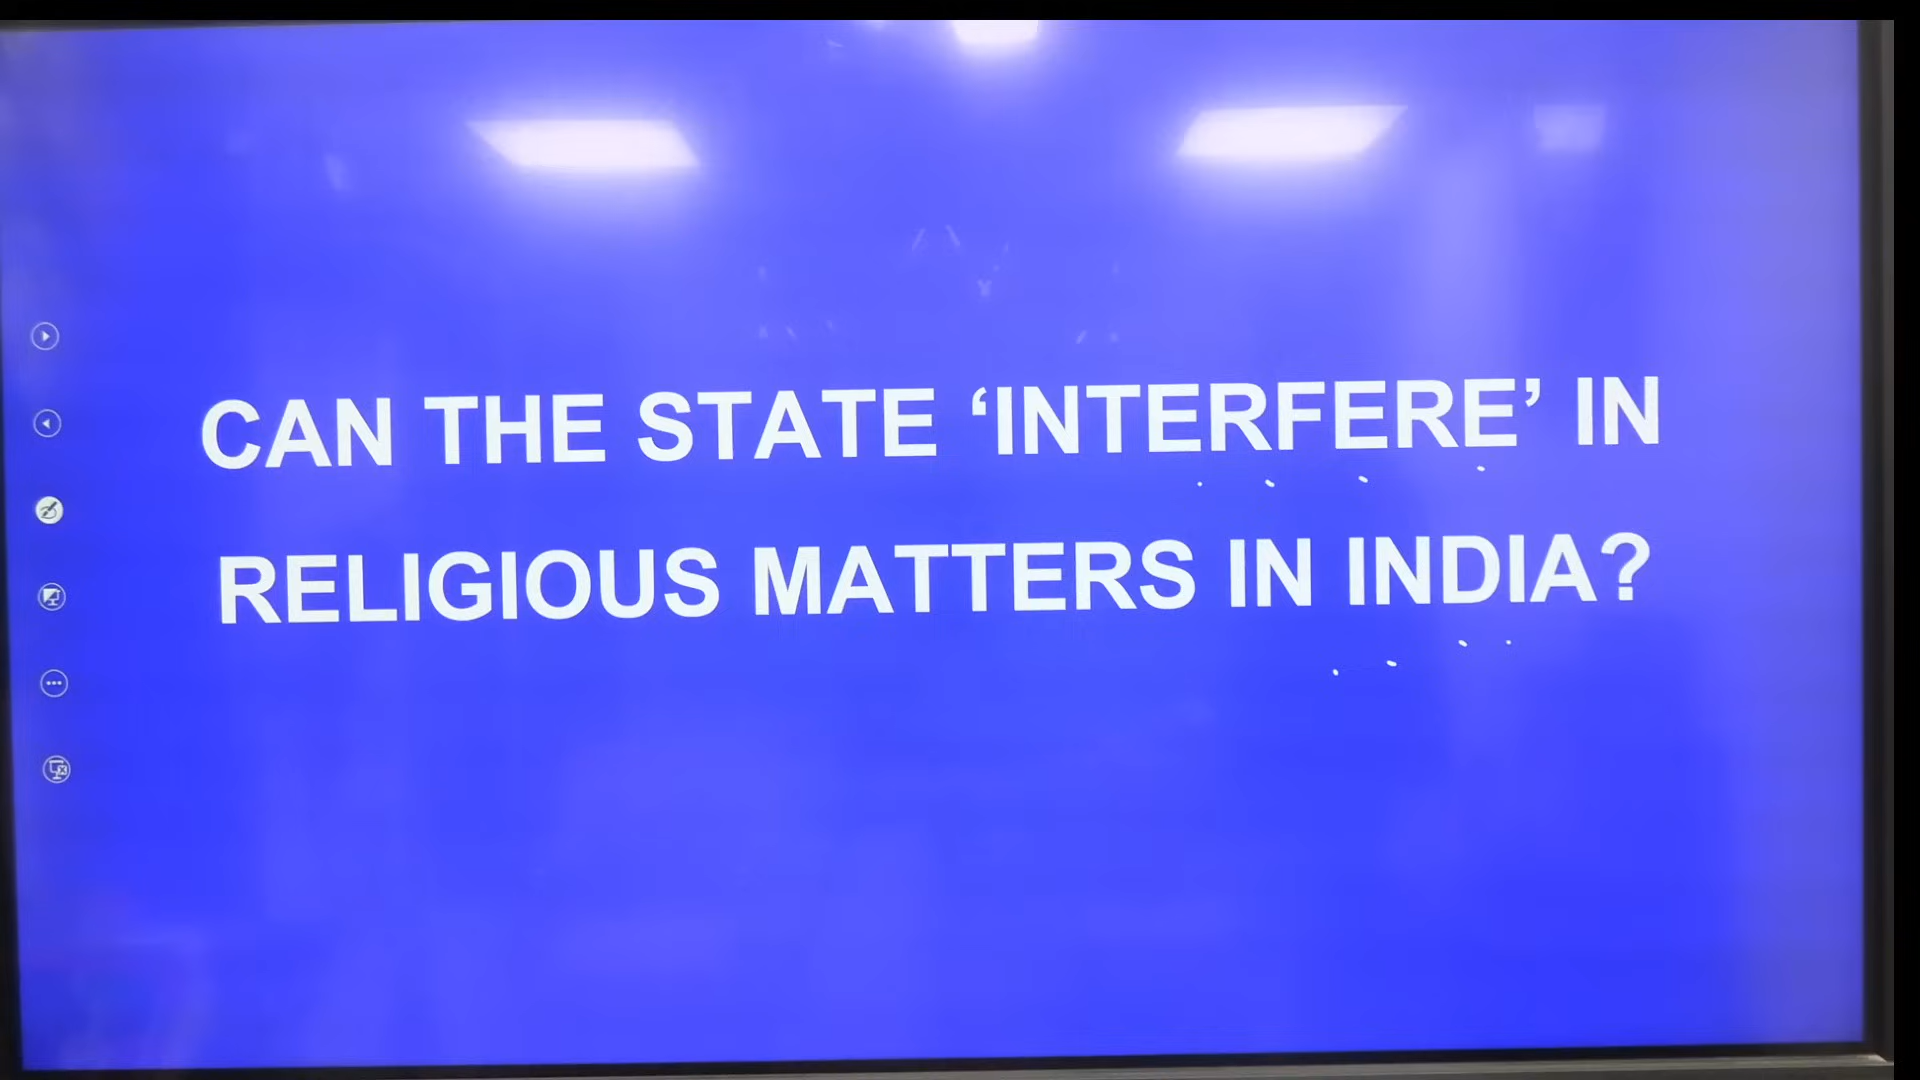 CAN THE STATE ‘INTERFERE’ IN
RELIGIOUS MATTERS IN INDIA?